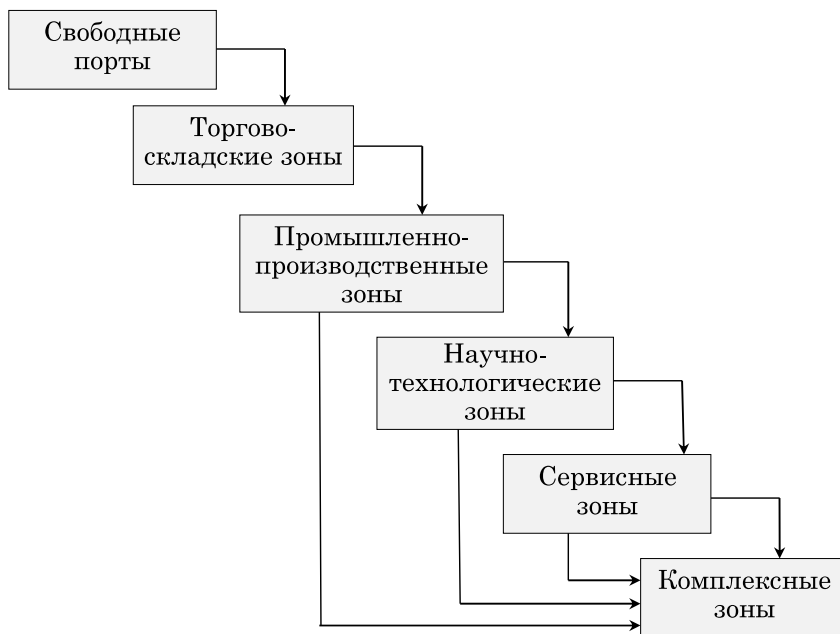 Свободные
порты
Торгово-
складские зоны
Промышленно-
производственные
зоны
Научно-
технологические
зоны
Сервисные
зоны
Комплексные
зоны